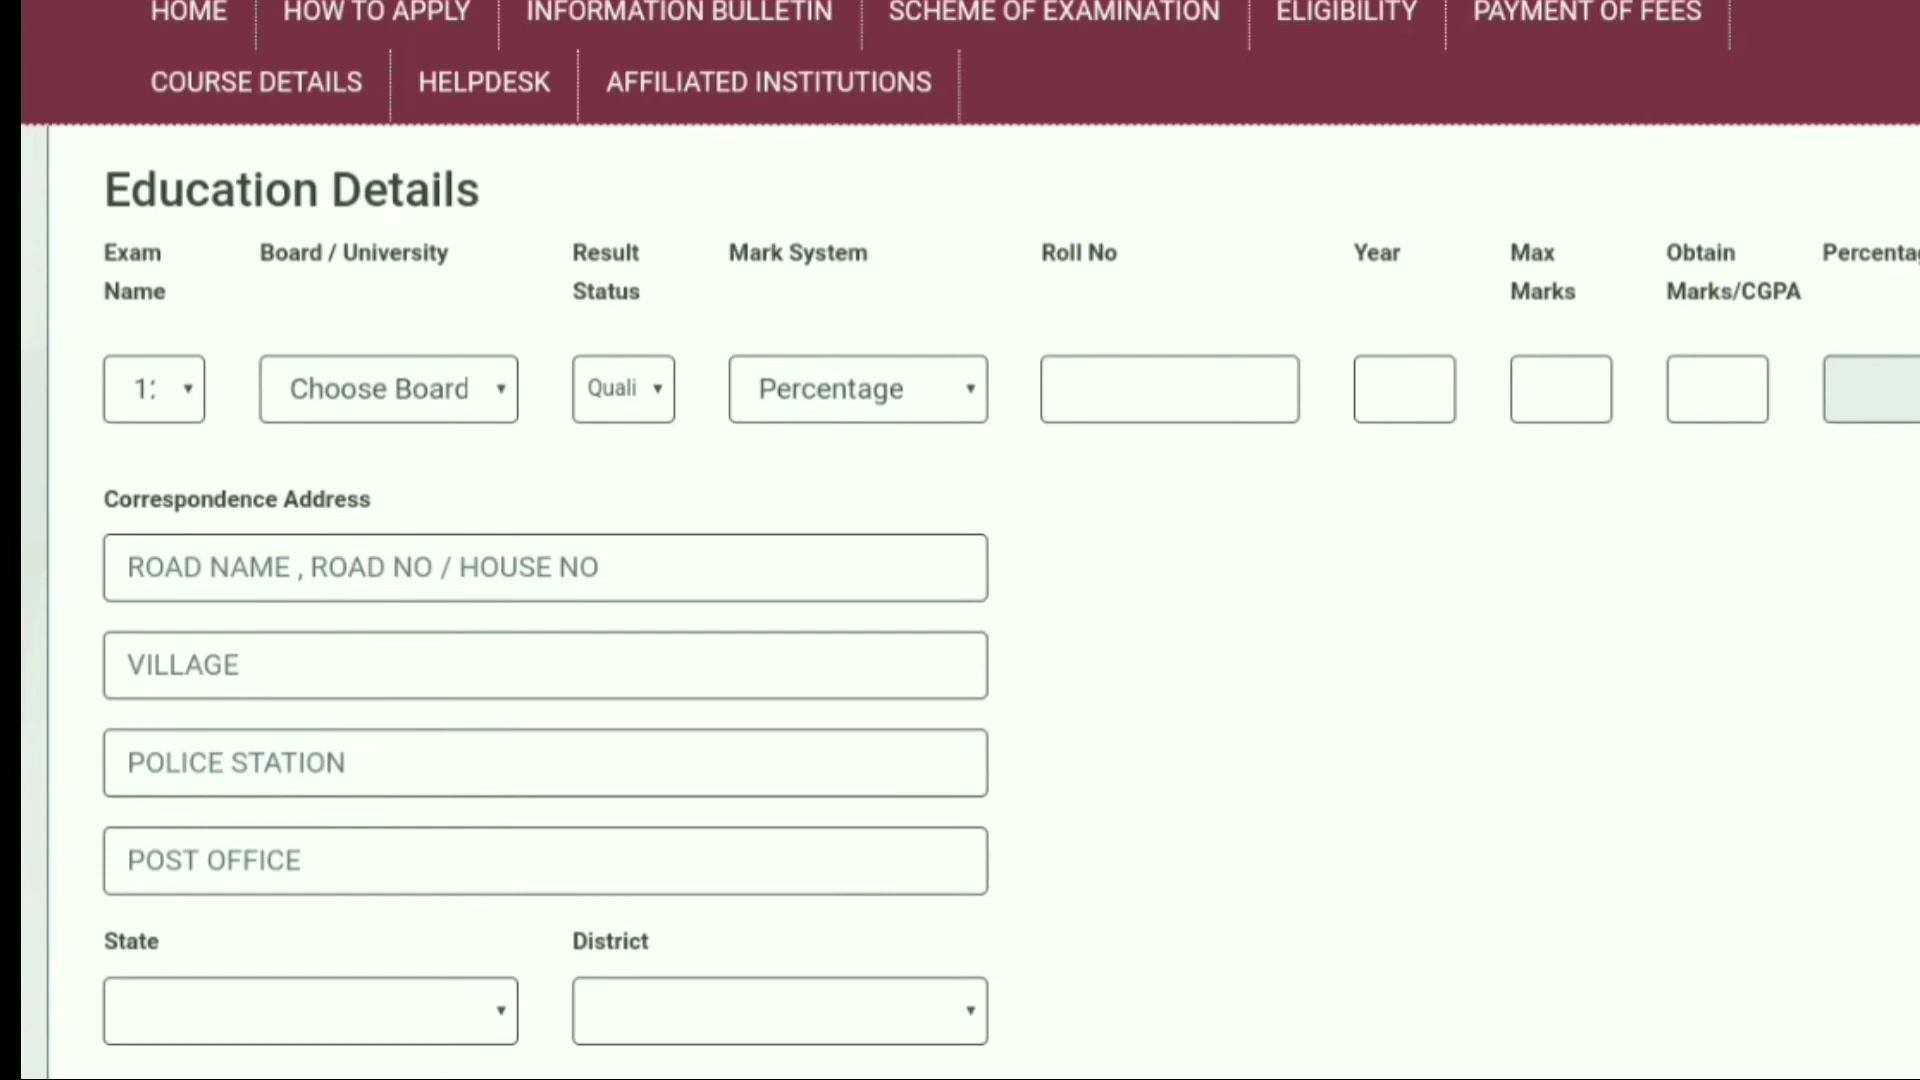 HOME HOW TO APPLY INFORMATION BULLETIN SCHEME OF EXAMINATION ELIGIBILITY PAYMENT OF FEES
COURSE DETAILS HELPDESK AFFILIATED INSTITUTIONS
Education Details
Exam Name Board / University Result Status Mark System Roll No Year Max Marks Obtain Marks/CGPA
Choose Board Quali Percentage
Correspondence Address
ROAD NAME , ROAD NO / HOUSE NO
VILLAGE
POLICE STATION
POST OFFICE
State District